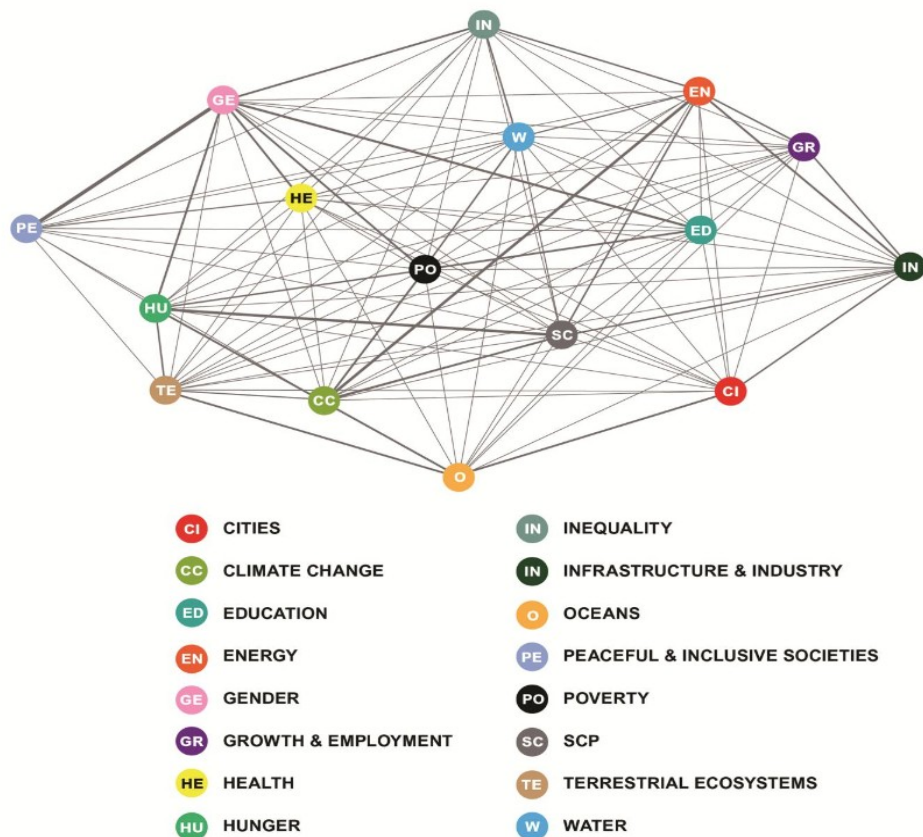 IN
GE
EN
W
GR
HE
PE
ED
PO
IN
HU
SC
TE
CC
CI
O
CI CITIES
CC CLIMATE CHANGE
ED EDUCATION
EN ENERGY
GE GENDER
GR GROWTH & EMPLOYMENT
HE HEALTH
HU HUNGER
IN INEQUALITY
IN INFRASTRUCTURE & INDUSTRY
O OCEANS
PE PEACEFUL & INCLUSIVE SOCIETIES
PO POVERTY
SC SCP
TE TERRESTRIAL ECOSYSTEMS
W WATER